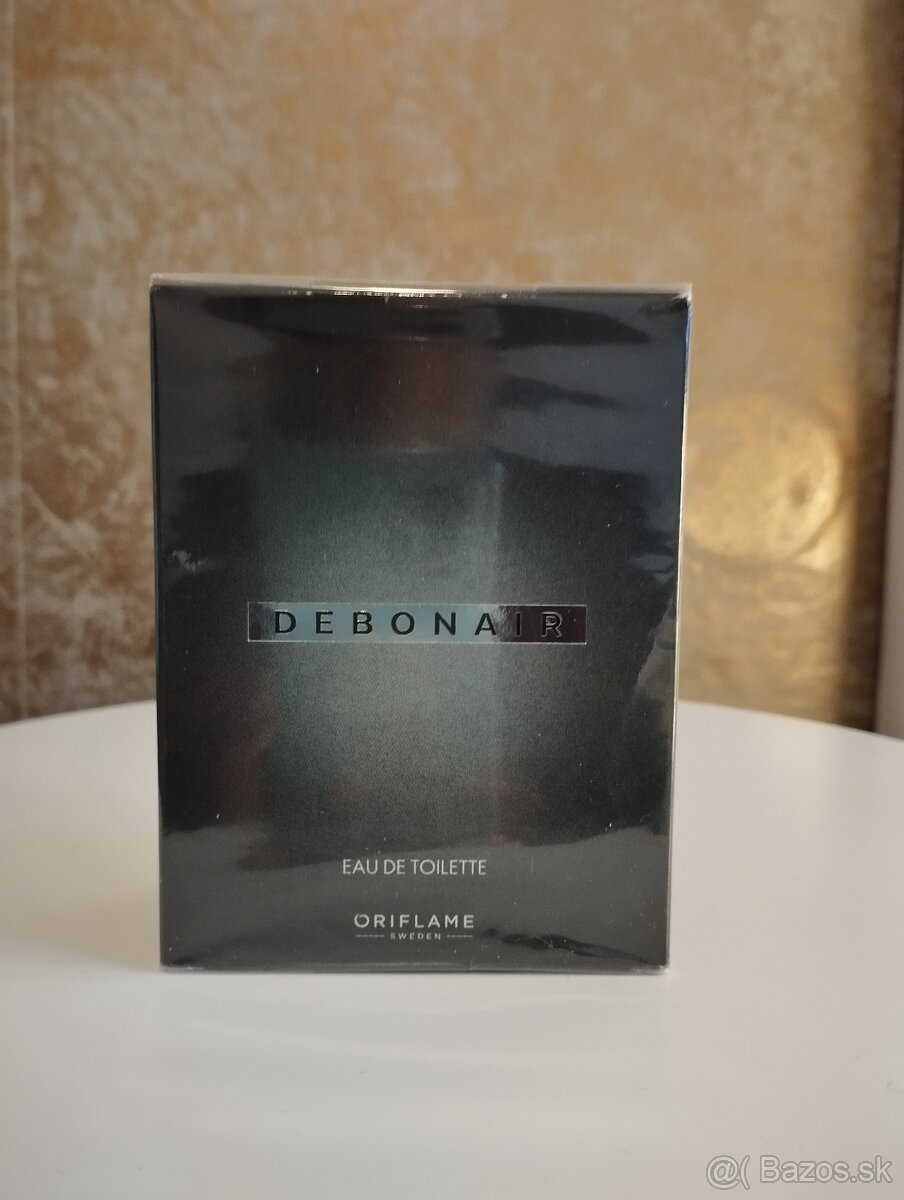 DEBONAIR
EAU DE TOILETTE
ORIFLAME
SWEDEN
@( Bazos.sk